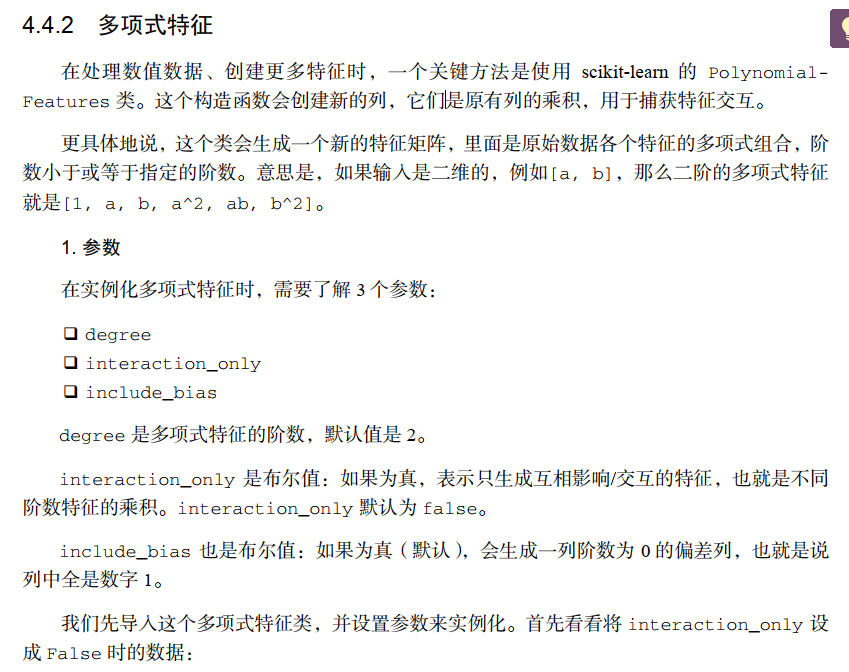 4.4.2 多项式特征
在处理数值数据、创建更多特征时，一个关键方法是使用 scikit-learn 的 Polynomial-
Features 类。这个构造函数会创建新的列，它们是原有列的乘积，用于捕获特征交互。
更具体地说，这个类会生成一个新的特征矩阵，里面是原始数据各个特征的多项式组合，阶
数小于或等于指定的阶数。意思是，如果输入是二维的，例如[a, b]，那么二阶的多项式特征
就是[1, a, b, a^2, ab, b^2]。
1. 参数
在实例化多项式特征时，需要了解 3 个参数：
❑ degree
❑ interaction_only
❑ include_bias
degree 是多项式特征的阶数，默认值是 2。
interaction_only 是布尔值：如果为真，表示只生成互相影响/交互的特征，也就是不同
阶数特征的乘积。interaction_only 默认为 false。
include_bias 也是布尔值：如果为真（默认），会生成一列阶数为 0 的偏差列，也就是说
列中全是数字 1。
我们先导入这个多项式特征类，并设置参数来实例化。首先看看将 interaction_only 设
成 False 时的数据：